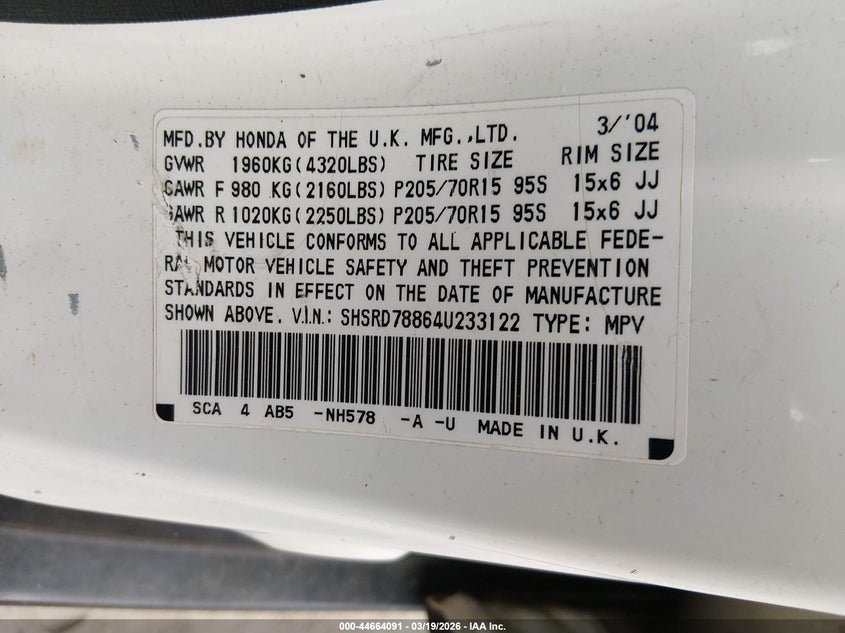 MFD.BY HONDA OF THE U.K. MFG.,LTD. 3/'04
GVWR 1960KG(4320LBS) TIRE SIZE RIM SIZE
GAWR F 980 KG(2160LBS) P205/70R15 95S 15x6 JJ
GAWR R 1020KG(2250LBS) P205/70R15 95S 15x6 JJ
THIS VEHICLE CONFORMS TO ALL APPLICABLE FEDE-
RAL MOTOR VEHICLE SAFETY AND THEFT PREVENTION
STANDARDS IN EFFECT ON THE DATE OF MANUFACTURE
SHOWN ABOVE. V.I.N.: SHSRD78864U233122 TYPE: MPV
SCA 4 AB5 -NH578 -A -U MADE IN U.K.
000-44664091 - 03/19/2026 - IAA Inc.